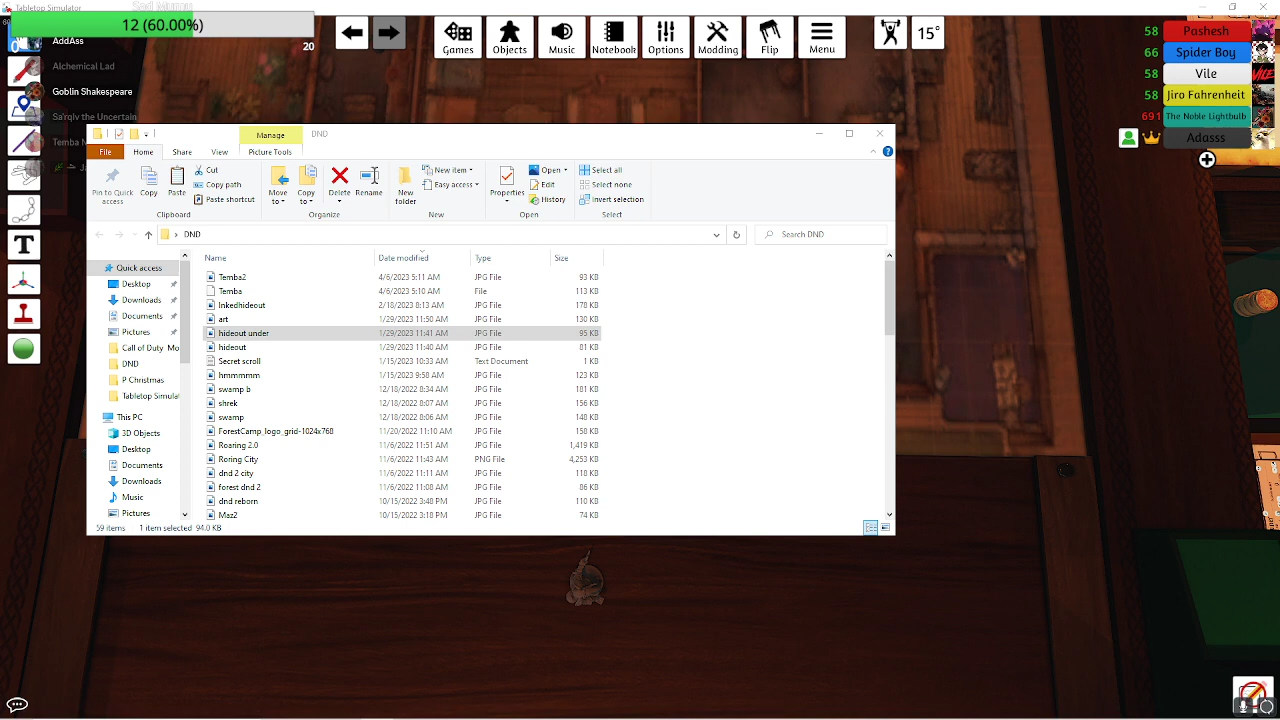 Tabletop Simulator
12 (60.00%)
20
AddAss
Alchemical Lad
Goblin Shakespeare
Sa'rqiv the Uncertain
Temba
Games
Objects
Music
Notebook
Options
Modding
Flip
Menu
15°
58 Pashesh
66 Spider Boy
58 Vile
58 Jiro Fahrenheit
691 The Noble Lightbulb
Adasss
VILE
Manage
DND
File
Home
Share
View
Picture Tools
Pin to Quick access
Copy
Paste
Cut
Copy path
Paste shortcut
Clipboard
Move to
Copy to
Delete
Rename
Organize
New folder
New item
Easy access
New
Properties
Open
Edit
History
Open
Select all
Select none
Invert selection
Select
DND
Search DND
Name Date modified Type Size
Temba2 4/6/2023 5:11 AM JPG File 93 KB
Temba 4/6/2023 5:10 AM File 113 KB
Inkedhideout 2/18/2023 8:13 AM JPG File 178 KB
art 1/29/2023 11:50 AM JPG File 130 KB
hideout under 1/29/2023 11:41 AM JPG File 95 KB
hideout 1/29/2023 11:40 AM JPG File 81 KB
Secret scroll 1/15/2023 10:33 AM Text Document 1 KB
hmmmmm 1/15/2023 9:58 AM JPG File 123 KB
swamp b 12/18/2022 8:34 AM JPG File 181 KB
shrek 12/18/2022 8:07 AM JPG File 156 KB
swamp 12/18/2022 8:06 AM JPG File 148 KB
ForestCamp_logo_grid-1024x768 11/20/2022 11:10 AM JPG File 158 KB
Roaring 2.0 11/6/2022 11:51 AM JPG File 1,419 KB
Roring City 11/6/2022 11:43 AM PNG File 4,253 KB
dnd 2 city 11/6/2022 11:11 AM JPG File 118 KB
forest dnd 2 11/6/2022 11:08 AM JPG File 86 KB
dnd reborn 10/15/2022 3:48 PM JPG File 110 KB
Maz2 10/15/2022 3:18 PM JPG File 74 KB
Quick access
Desktop
Downloads
Documents
Pictures
Call of Duty Mo
DND
P Christmas
Tabletop Simulat
This PC
3D Objects
Desktop
Documents
Downloads
Music
Pictures
59 items 1 item selected 94.0 KB
T